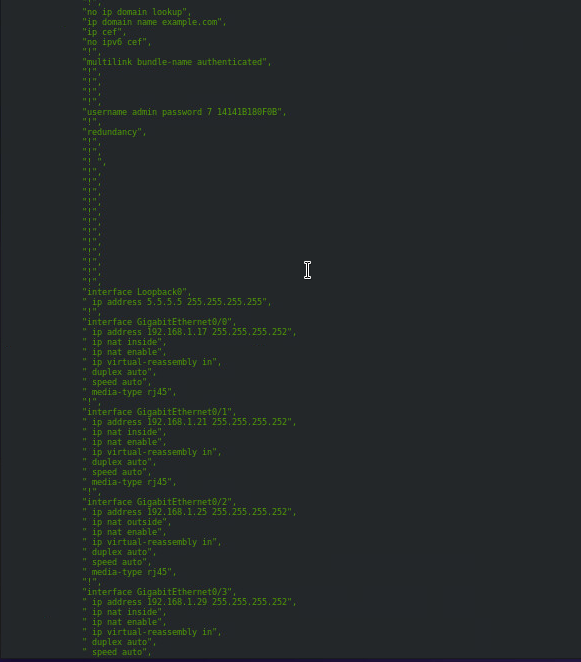 "!",
"no ip domain lookup",
"ip domain name example.com",
"ip cef",
"no ipv6 cef",
"!",
"multilink bundle-name authenticated",
"!",
"!",
"!",
"!",
"username admin password 7 14141B180F0B",
"!",
"redundancy",
"!",
"!",
"! ",
"!",
"!",
"!",
"!",
"!",
"!",
"!",
"!",
"!",
"!",
"!",
"!",
"interface Loopback0",
" ip address 5.5.5.5 255.255.255.255",
"!",
"interface GigabitEthernet0/0",
" ip address 192.168.1.17 255.255.255.252",
" ip nat inside",
" ip nat enable",
" ip virtual-reassembly in",
" duplex auto",
" speed auto",
" media-type rj45",
"!",
"interface GigabitEthernet0/1",
" ip address 192.168.1.21 255.255.255.252",
" ip nat inside",
" ip nat enable",
" ip virtual-reassembly in",
" duplex auto",
" speed auto",
" media-type rj45",
"!",
"interface GigabitEthernet0/2",
" ip address 192.168.1.25 255.255.255.252",
" ip nat outside",
" ip nat enable",
" ip virtual-reassembly in",
" duplex auto",
" speed auto",
" media-type rj45",
"!",
"interface GigabitEthernet0/3",
" ip address 192.168.1.29 255.255.255.252",
" ip nat inside",
" ip nat enable",
" ip virtual-reassembly in",
" duplex auto",
" speed auto",